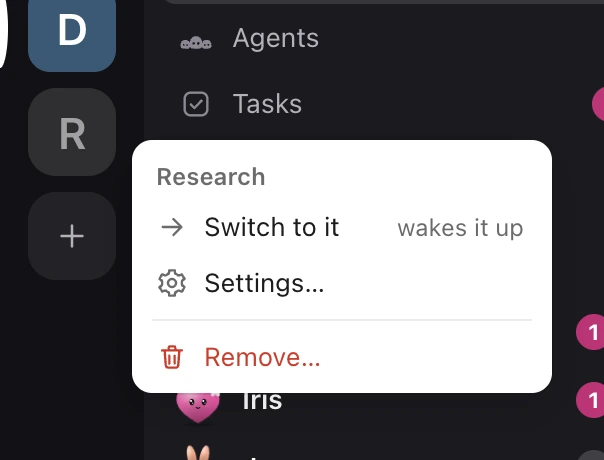 D
Agents
R
Tasks
Research
Switch to it wakes it up
Settings...
Remove...
1
Iris
1